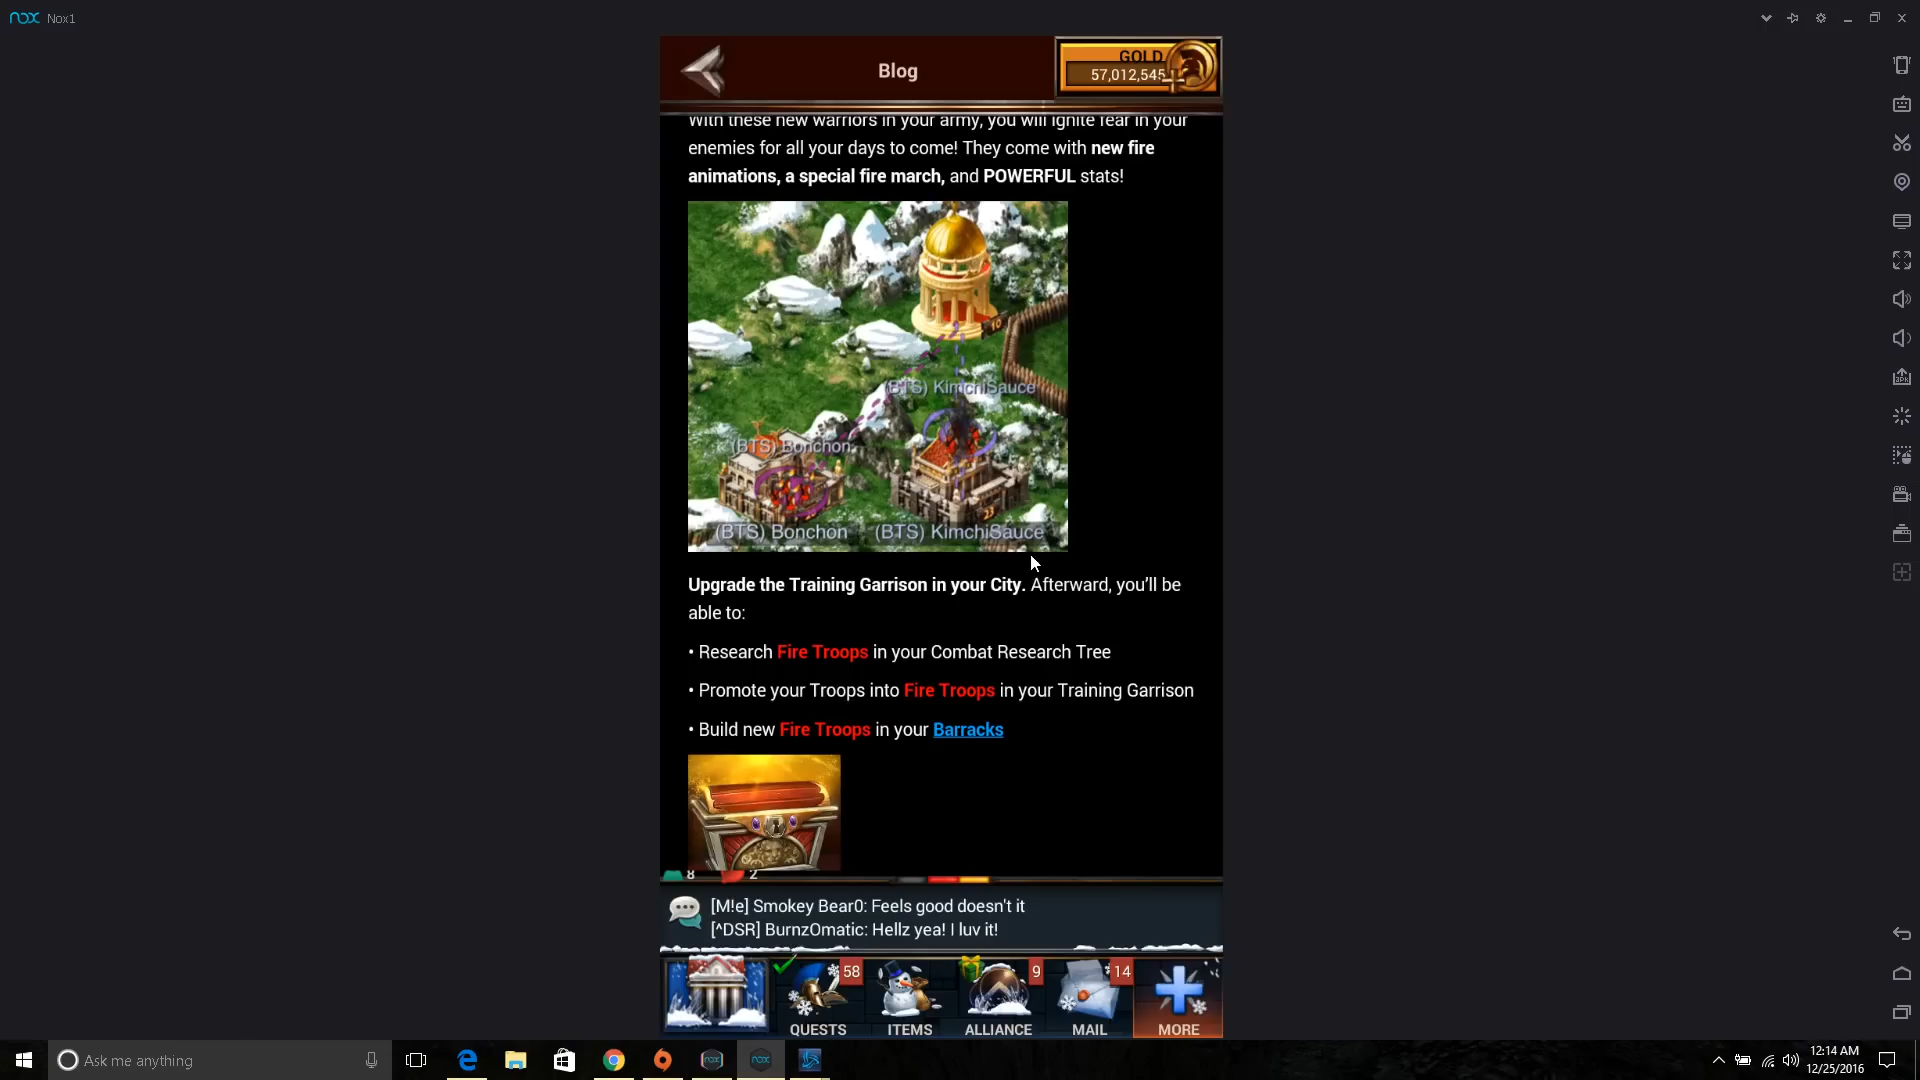 nox Nox1
Blog
GOLD
57,012,545
With these new warriors in your army, you will ignite fear in your
enemies for all your days to come! They come with new fire
animations, a special fire march, and POWERFUL stats!
10
(BTS) KimchiSauce
(BTS) Bonchon
23
(BTS) Bonchon (BTS) KimchiSauce
Upgrade the Training Garrison in your City. Afterward, you'll be
able to:
• Research Fire Troops in your Combat Research Tree
• Promote your Troops into Fire Troops in your Training Garrison
• Build new Fire Troops in your Barracks
8 2
[M!e] Smokey Bear0: Feels good doesn't it
[^DSR] BurnzOmatic: Hellz yea! I luv it!
58 9 14
QUESTS ITEMS ALLIANCE MAIL MORE
Ask me anything
12:14 AM
12/25/2016